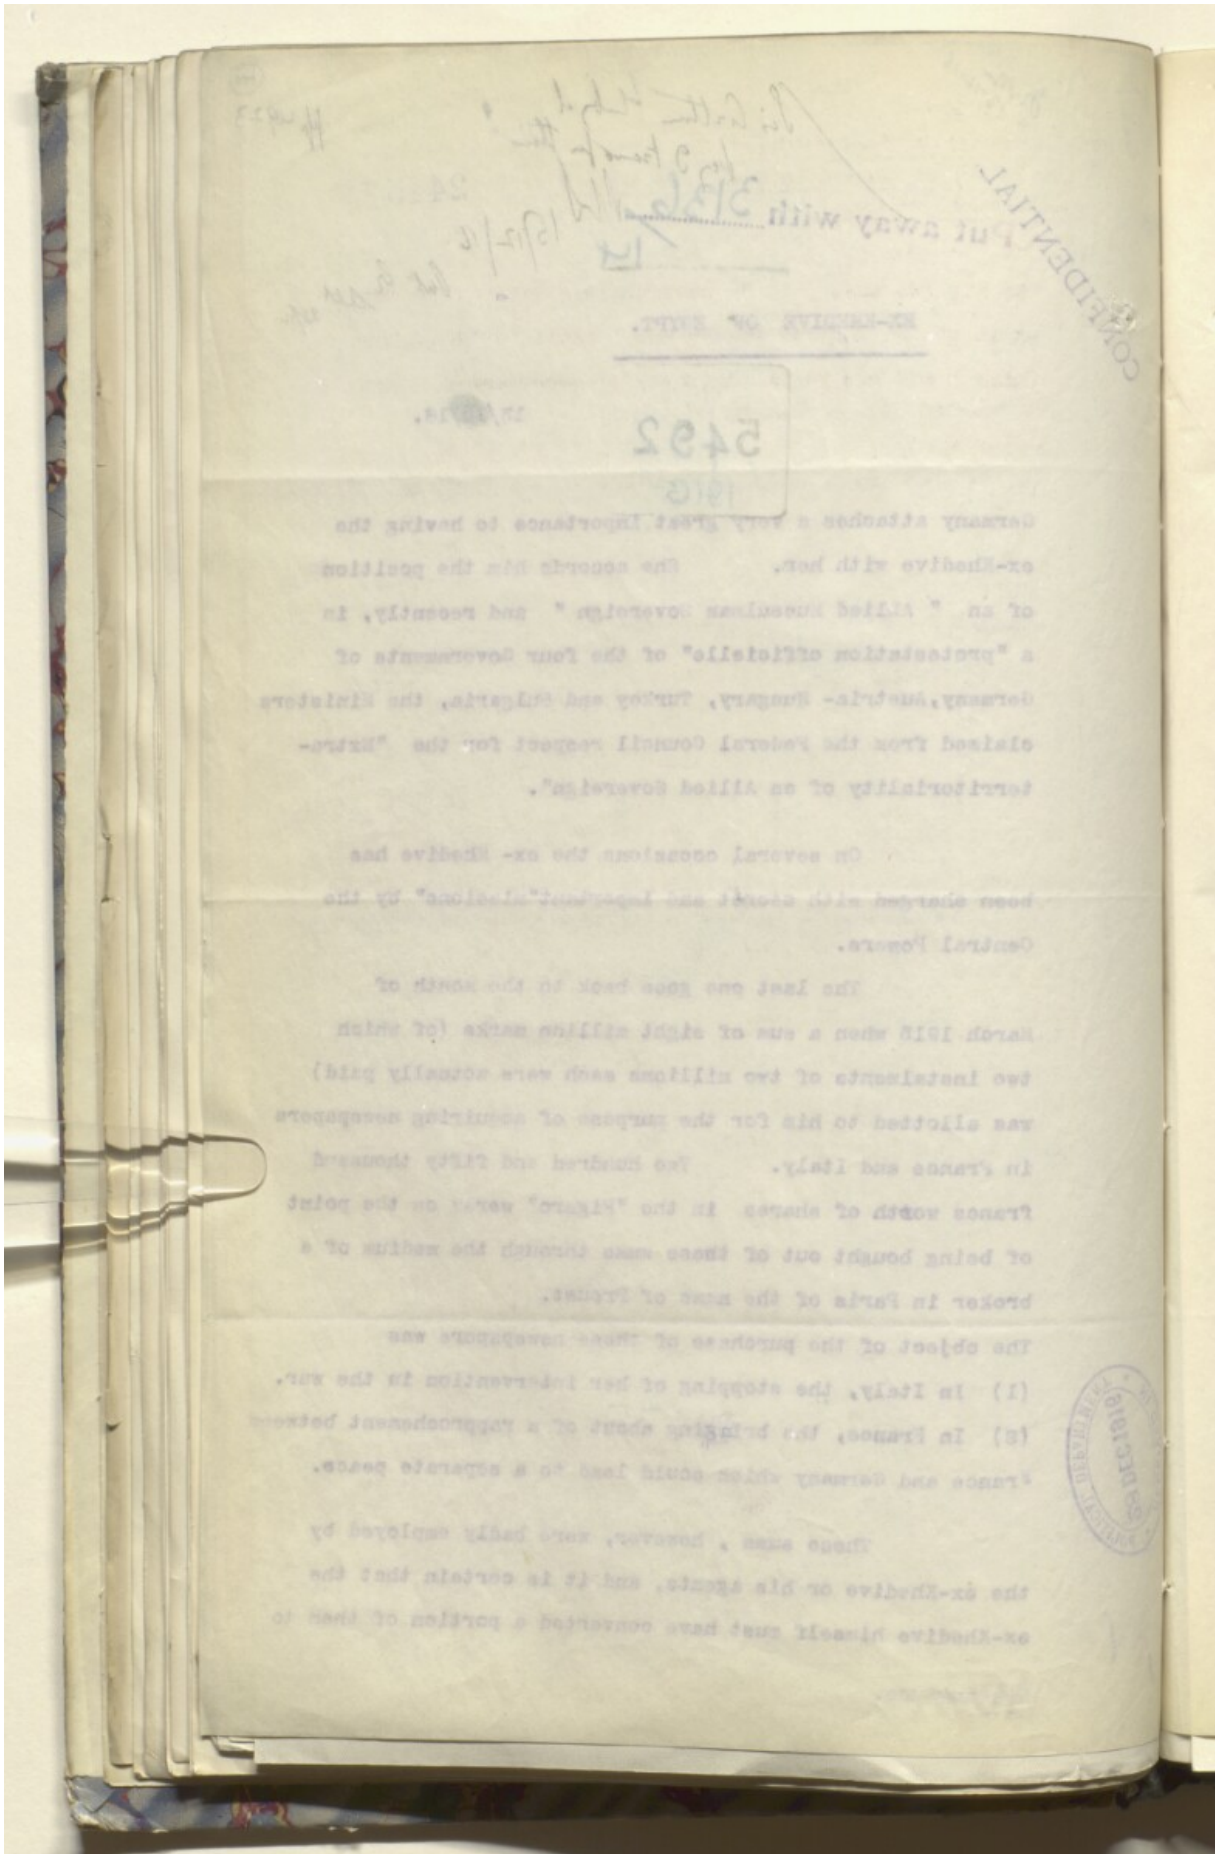 CONFIDENTIAL
Put away with 3136
EX-KHEDIVE OF EGYPT.
5492
1916
Germany attaches a very great importance to having the
ex-Khedive with her. She accords him the position
of an " Allied Mussulman Sovereign " and recently, in
a "protestation officielle" of the four Governments of
Germany,Austria- Hungary, Turkey and Bulgaria, the Ministers
claimed from the Federal Council respect for the "Extra-
territoriality of an Allied Sovereign".
On several occasions the ex- Khedive has
been charged with secret and important"missions" by the
Central Powers.
The last one goes back to the month of
March 1915 when a sum of eight million marks (of which
two instalments of two millions each were actually paid)
was allotted to him for the purpose of acquiring newspapers
in France and Italy. Two hundred and fifty thousand
francs worth of shares in the "Figaro" were on the point
of being bought out of these sums through the medium of a
broker in Paris of the name of
The object of the purchase of these newspapers was
(1) In Italy, the stopping of her intervention in the war.
(2) In France, the bringing about of a rapprochement between
France and Germany which could lead to a separate peace.
These sums , however, were badly employed by
the ex-Khedive or his agents, and it is certain that the
ex-Khedive himself must have converted a portion of them to